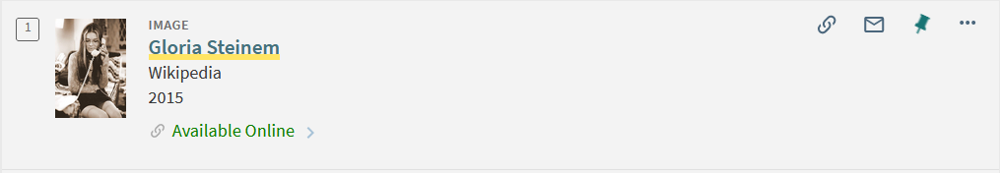 1
IMAGE
Gloria Steinem
Wikipedia
2015
Available Online